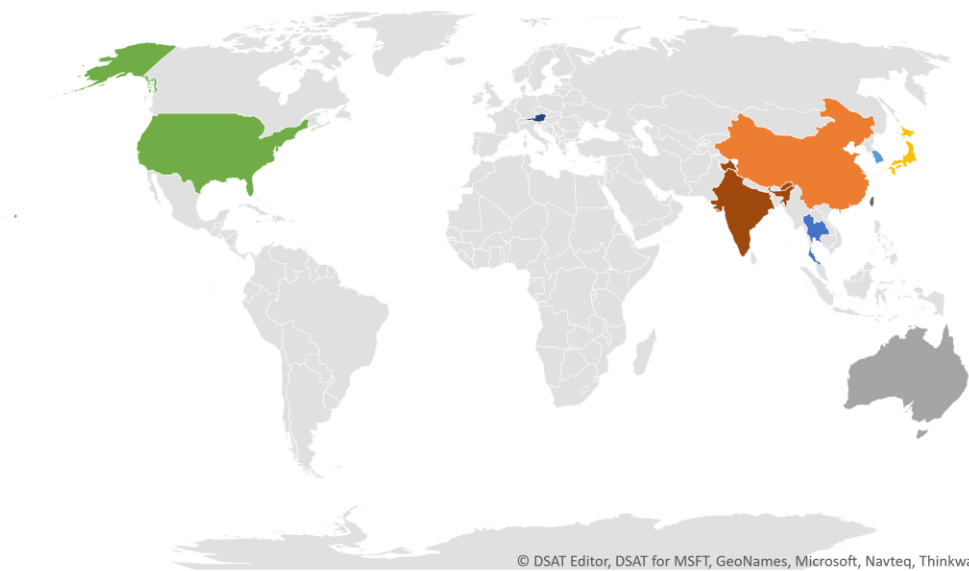 © DSAT Editor, DSAT for MSFT, GeoNames, Microsoft, Navteq,